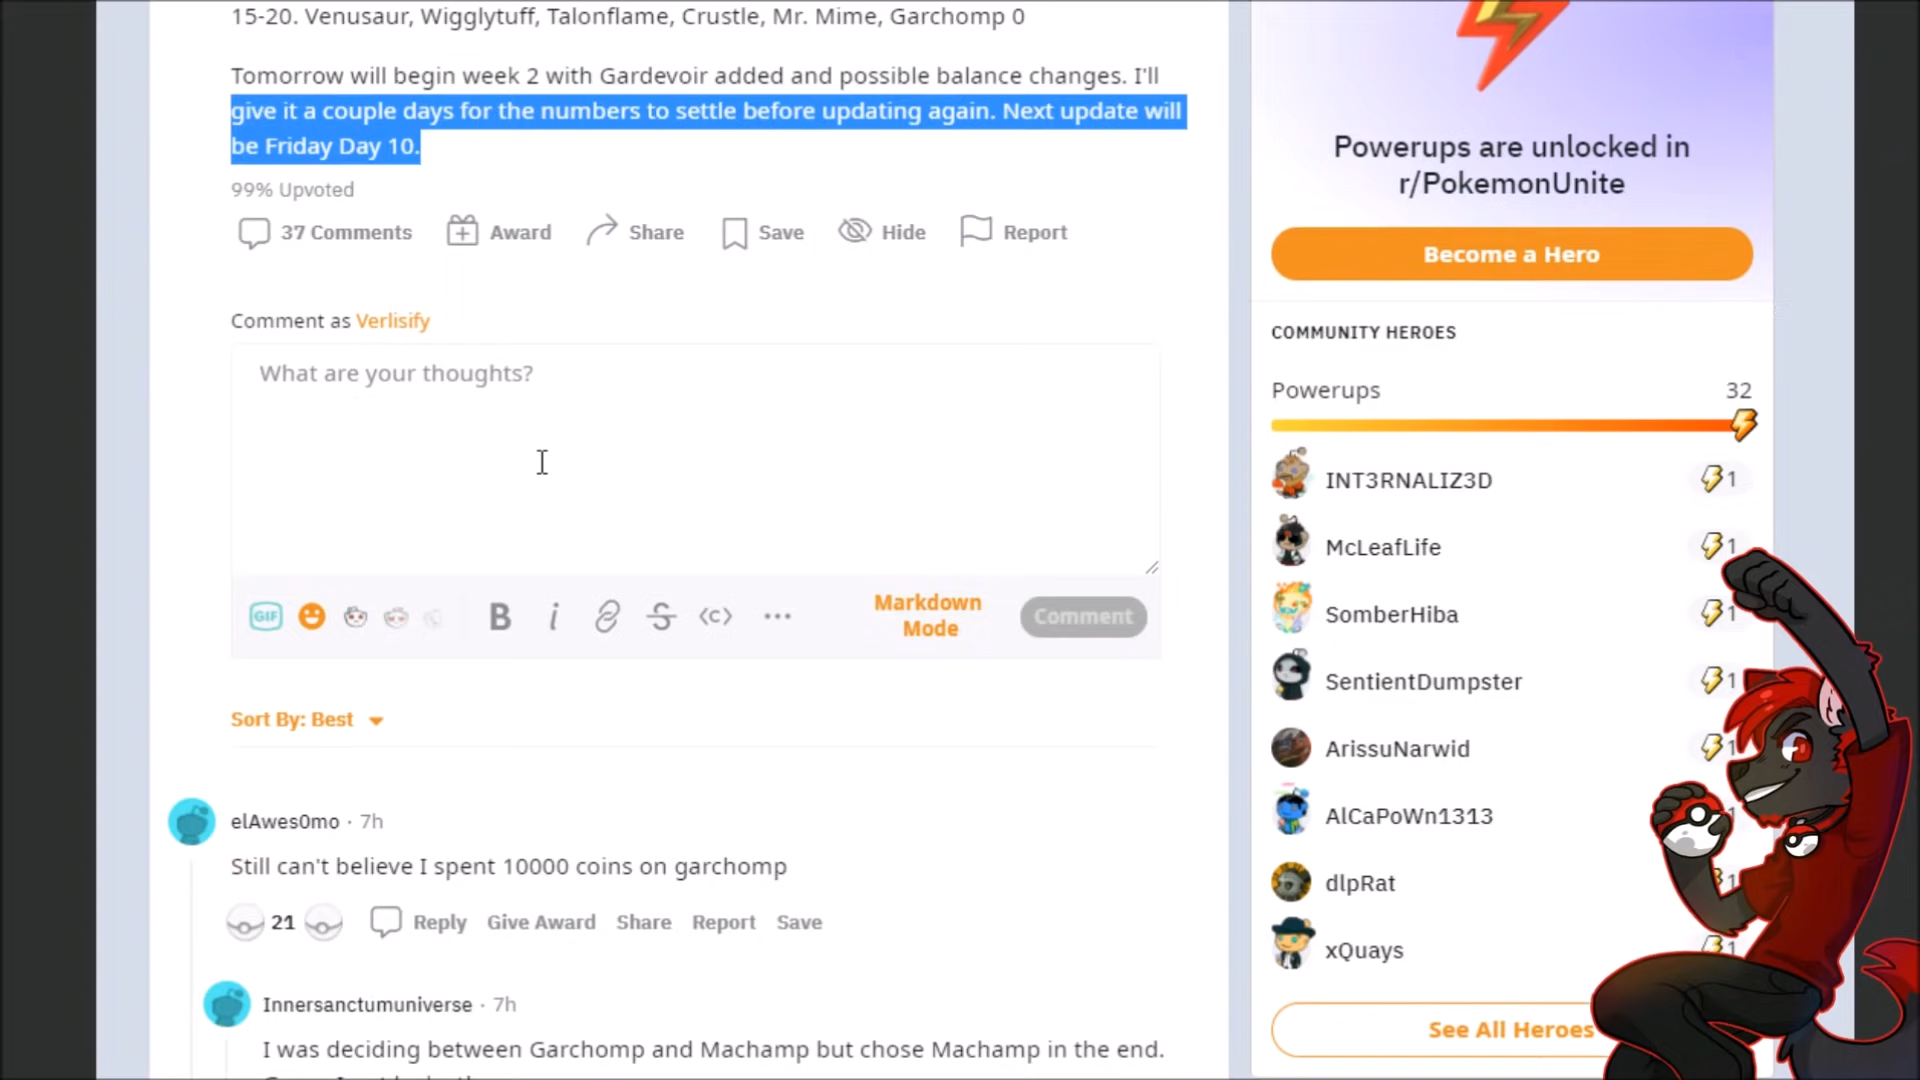 15-20. Venusaur, Wigglytuff, Talonflame, Crustle, Mr. Mime, Garchomp 0
Tomorrow will begin week 2 with Gardevoir added and possible balance changes. I'll
give it a couple days for the numbers to settle before updating again. Next update will
be Friday Day 10.
99% Upvoted
37 Comments
Award
Share
Save
Hide
Report
Comment as Verlisify
What are your thoughts?
GIF
B
i
Markdown
Mode
Comment
Sort By: Best
elAwes0mo · 7h
Still can't believe I spent 10000 coins on garchomp
21
Reply
Give Award
Share
Report
Save
Innersanctumuniverse · 7h
I was deciding between Garchomp and Machamp but chose Machamp in the end.
Powerups are unlocked in
r/PokemonUnite
Become a Hero
COMMUNITY HEROES
Powerups 32
INT3RNALIZ3D 1
McLeafLife 1
SomberHiba 1
SentientDumpster 1
ArissuNarwid 1
AlCaPoWn1313
dlpRat 1
xQuays 1
See All Heroes